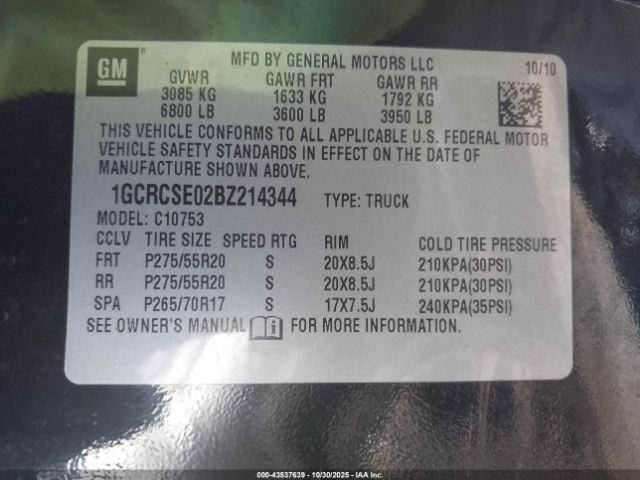 GM
MFD BY GENERAL MOTORS LLC 10/10
GVWR GAWR FRT GAWR RR
3085 KG 1633 KG 1792 KG
6800 LB 3600 LB 3950 LB
THIS VEHICLE CONFORMS TO ALL APPLICABLE U.S. FEDERAL MOTOR
VEHICLE SAFETY STANDARDS IN EFFECT ON THE DATE OF
MANUFACTURE SHOWN ABOVE.
1GCRCSE02BZ214344 TYPE: TRUCK
MODEL: C10753
CCLV TIRE SIZE SPEED RTG RIM COLD TIRE PRESSURE
FRT P275/55R20 S 20X8.5J 210KPA(30PSI)
RR P275/55R20 S 20X8.5J 210KPA(30PSI)
SPA P265/70R17 S 17X7.5J 240KPA(35PSI)
SEE OWNER'S MANUAL FOR MORE INFORMATION.
000-43537639 - 10/30/2025 - IAA Inc.